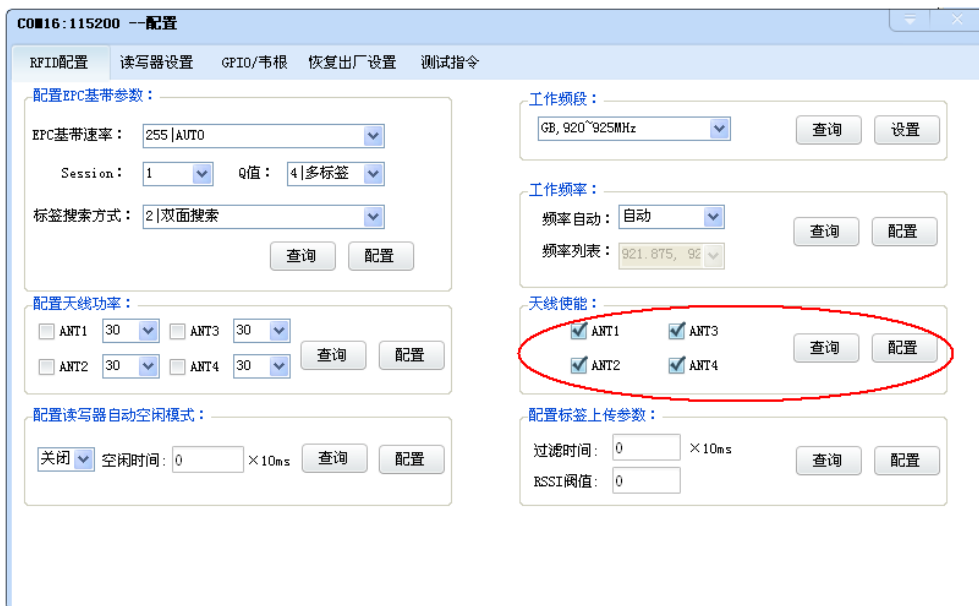 COM16:115200 --配置
RFID配置 读写器设置 GPIO/韦根 恢复出厂设置 测试指令
配置EPC基带参数：
EPC基带速率： 255|AUTO
Session： 1 Q值： 4|多标签
标签搜索方式： 2|双面搜索
查询 配置
工作频段：
GB,920~925MHz 查询 设置
工作频率：
频率自动： 自动
频率列表： 921.875, 92
查询 配置
配置天线功率：
ANT1 30 ANT3 30
ANT2 30 ANT4 30
查询 配置
天线使能：
ANT1 ANT3
ANT2 ANT4
查询 配置
配置读写器自动空闲模式：
关闭 空闲时间: 0 ×10ms 查询 配置
配置标签上传参数：
过滤时间: 0 ×10ms
RSSI阀值: 0
查询 配置